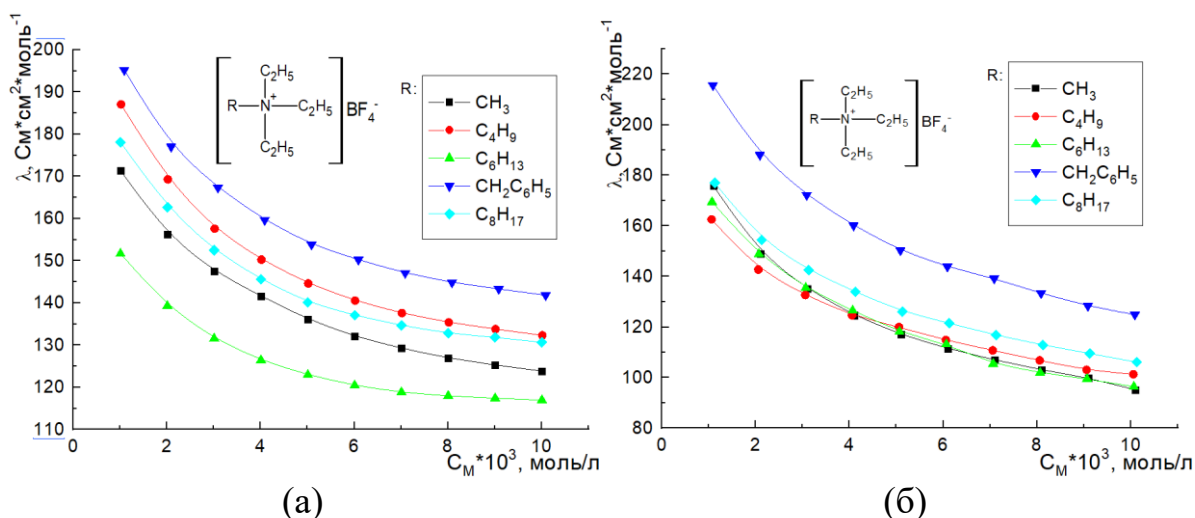 λ, См*см²*моль⁻¹
200
190
180
170
160
150
140
130
120
110
0 2 4 6 8 10
C_M*10³, моль/л
C₂H₅
R—N⁺—C₂H₅
C₂H₅
BF₄⁻
R:
CH₃
C₄H₉
C₆H₁₃
CH₂C₆H₅
C₈H₁₇
(а)
λ, См*см²*моль⁻¹
220
200
180
160
140
120
100
80
0 2 4 6 8 10
C_M*10³, моль/л
C₂H₅
R—N⁺—C₂H₅
C₂H₅
BF₄⁻
R:
CH₃
C₄H₉
C₆H₁₃
CH₂C₆H₅
C₈H₁₇
(б)